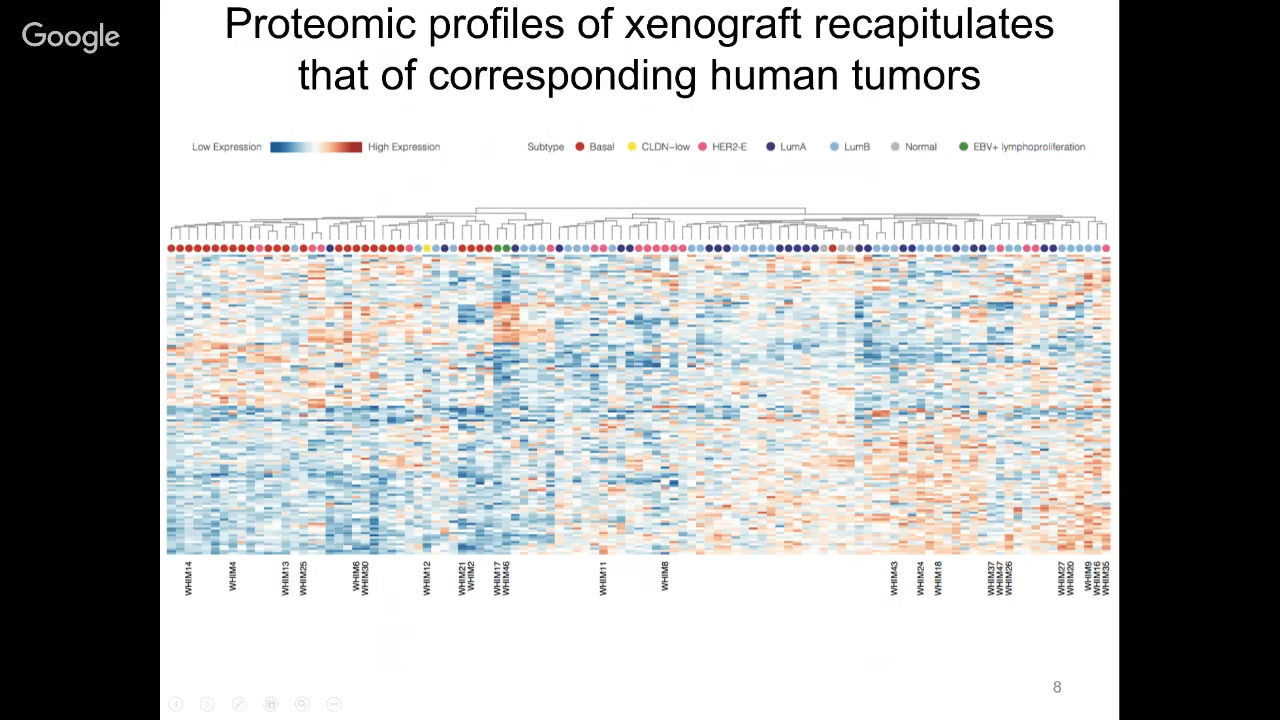 Google
Proteomic profiles of xenograft recapitulates
that of corresponding human tumors
Low Expression High Expression Subtype Basal CLDN-low HER2-E LumA LumB Normal EBV+ lymphoproliferation
WHIM14
WHIM4
WHIM13
WHIM25
WHIM6
WHIM30
WHIM12
WHIM21
WHIM2
WHIM17
WHIM46
WHIM11
WHIM8
WHIM43
WHIM24
WHIM18
WHIM37
WHIM47
WHIM26
WHIM27
WHIM20
WHIM9
WHIM16
WHIM35
8